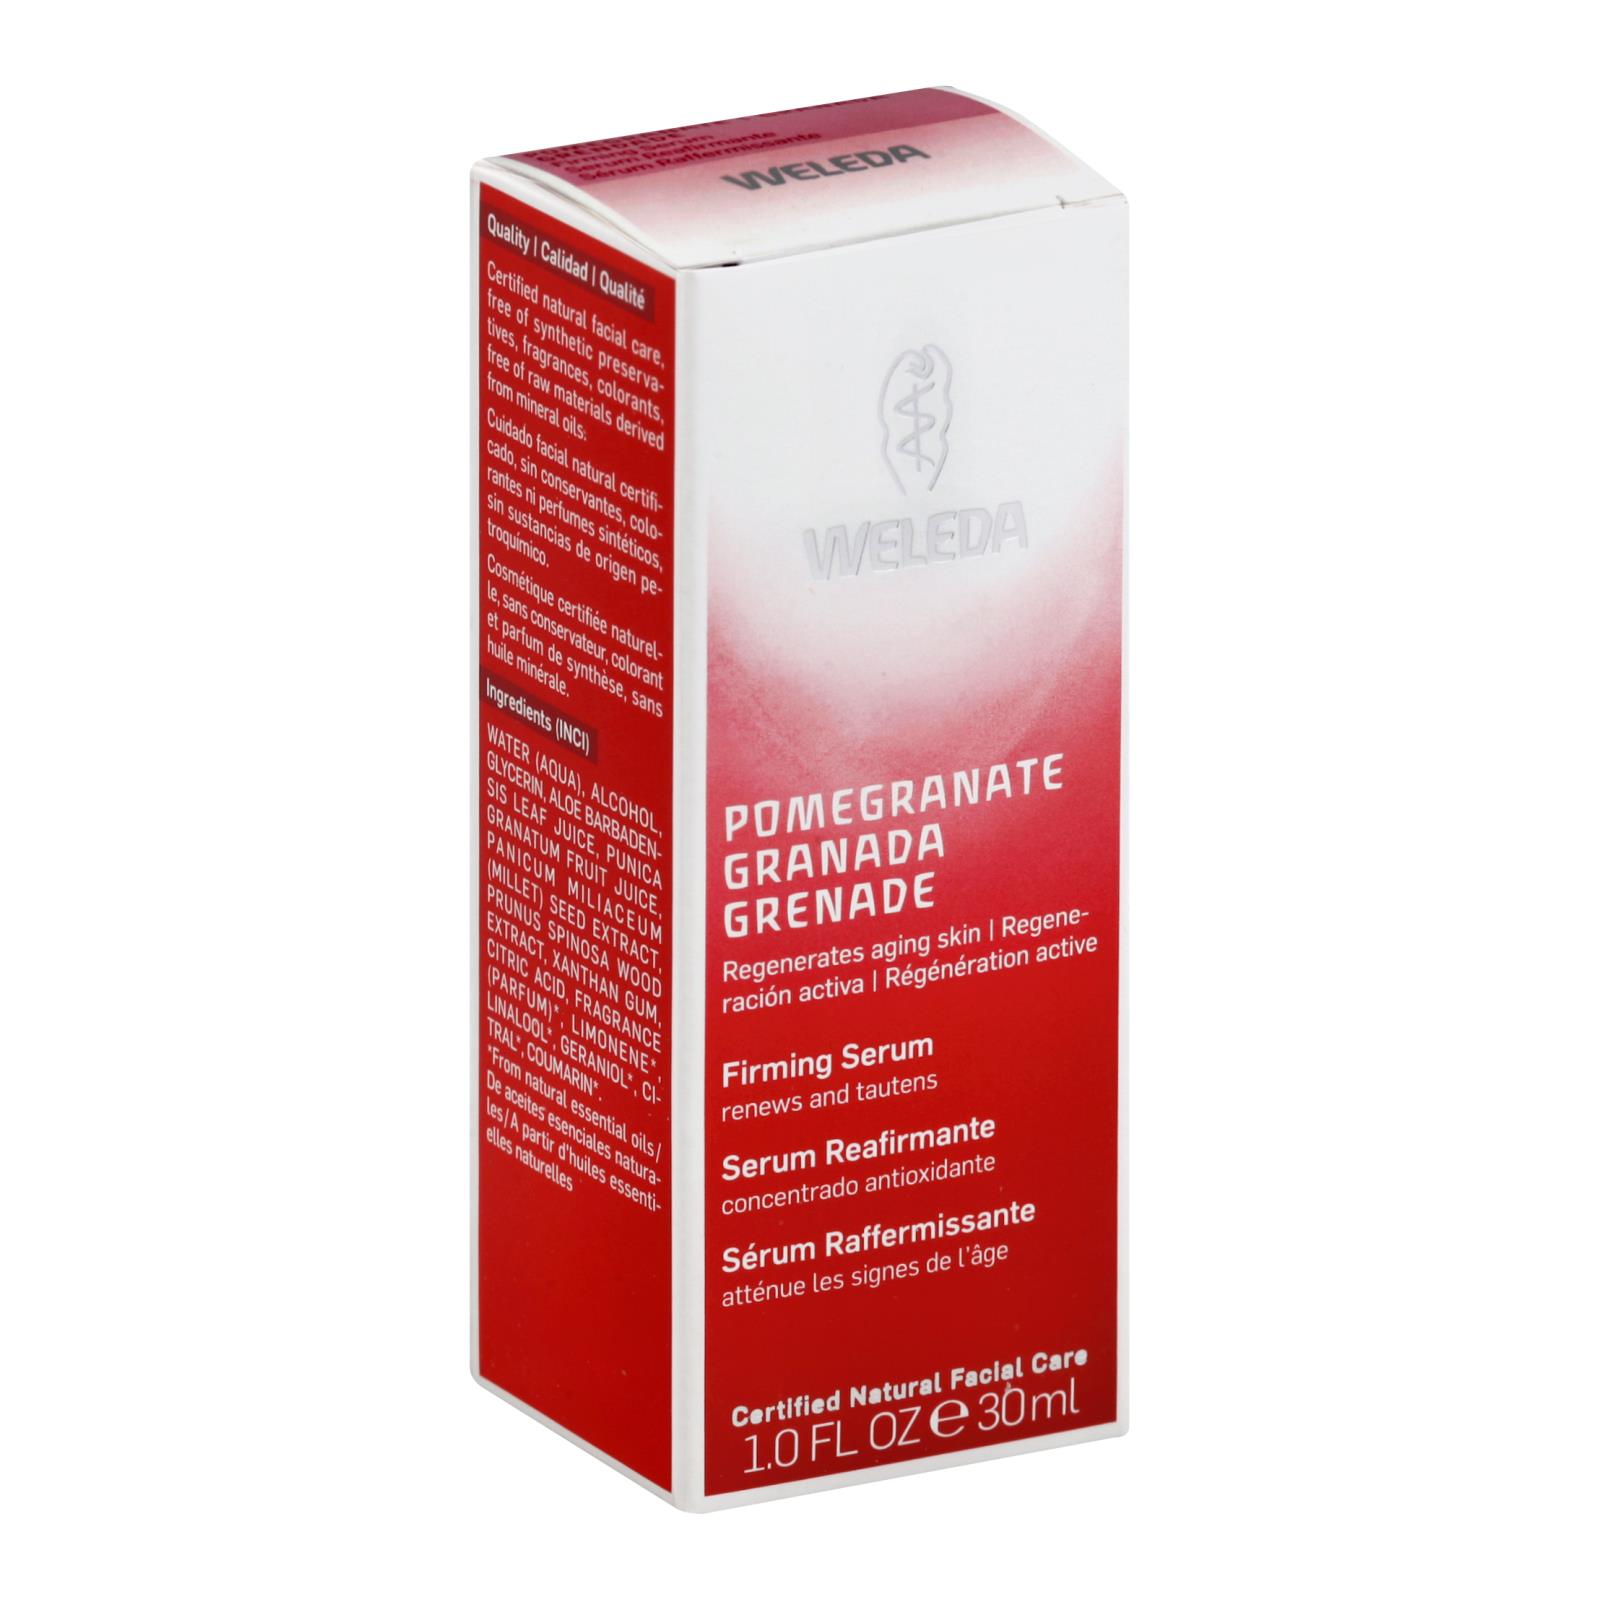 Firming Serum
Serum Reafirmante
Sérum Raffermissante
WELEDA
Quality | Calidad | Qualité
Certified natural facial care,
free of synthetic preserva-
tives, fragrances, colorants,
free of raw materials derived
from mineral oils.
Cuidado facial natural certifi-
cado, sin conservantes, colo-
rantes ni perfumes sintéticos,
sin sustancias de origen pe-
troquímico.
Cosmétique certifiée naturel-
le, sans conservateur, colorant
et parfum de synthèse, sans
huile minérale.
Ingredients (INCI)
WATER (AQUA), ALCOHOL,
GLYCERIN, ALOE BARBADEN-
SIS LEAF JUICE, PUNICA
GRANATUM FRUIT JUICE,
PANICUM MILIACEUM
(MILLET) SEED EXTRACT,
PRUNUS SPINOSA WOOD
EXTRACT, XANTHAN GUM,
CITRIC ACID, FRAGRANCE
(PARFUM)*, LIMONENE*,
LINALOOL*, GERANIOL*, CI-
TRAL*, COUMARIN*.
*From natural essential oils/
De aceites esenciales natura-
les/A partir d'huiles essenti-
elles naturelles
WELEDA
POMEGRANATE
GRANADA
GRENADE
Regenerates aging skin | Regene-
ración activa | Régénération active
Firming Serum
renews and tautens
Serum Reafirmante
concentrado antioxidante
Sérum Raffermissante
atténue les signes de l'âge
Certified Natural Facial Care
1.0 FL OZ e 30ml